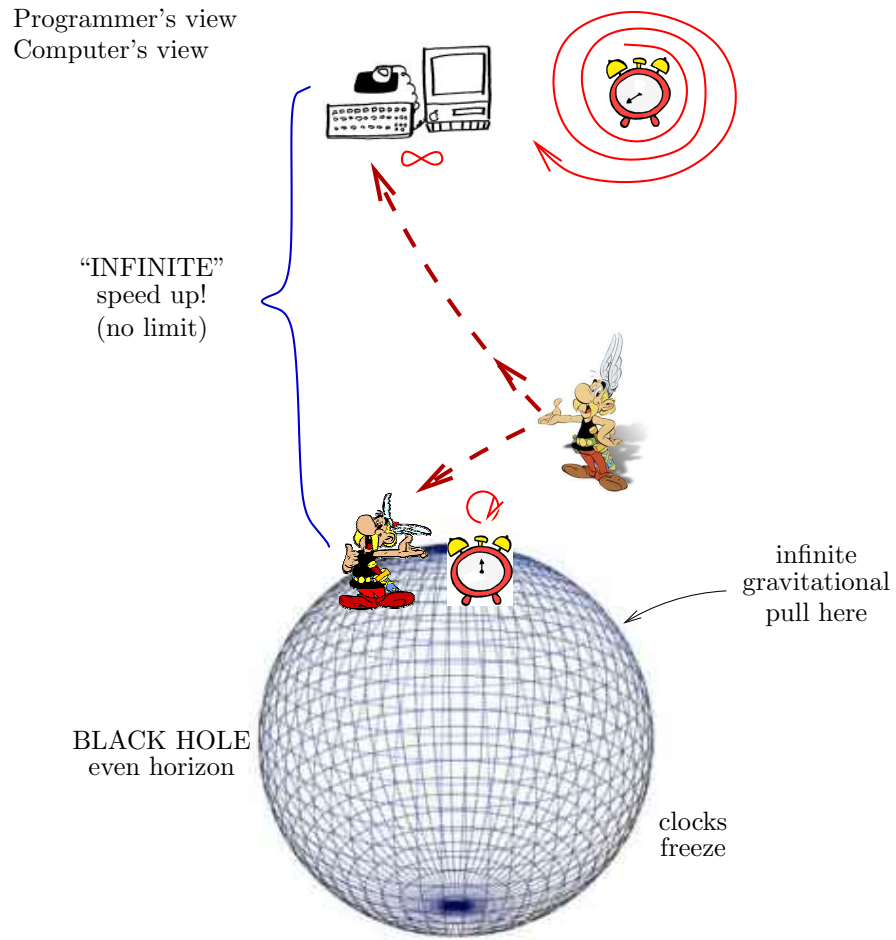 Programmer's view
Computer's view
∞
“INFINITE”
speed up!
(no limit)
infinite
gravitational
pull here
BLACK HOLE
even horizon
clocks
freeze